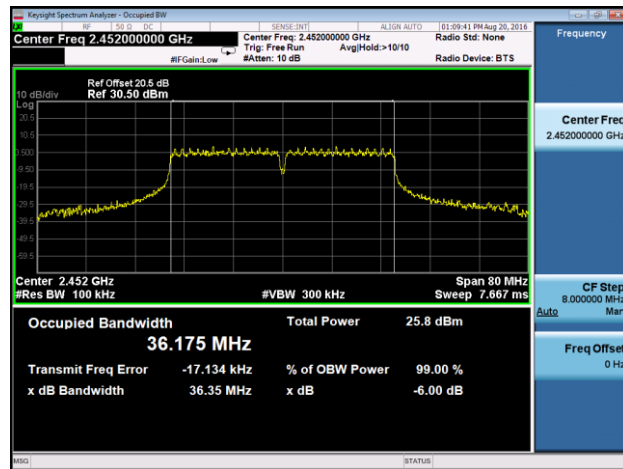 Keysight Spectrum Analyzer - Occupied BW
RF 50 Ω DC SENSE:INT ALIGN AUTO 01:09:41 PM Aug 20, 2016
Center Freq 2.452000000 GHz
Center Freq: 2.452000000 GHz
Radio Std: None
Frequency
Trig: Free Run
Avg|Hold:>10/10
#IFGain:Low
#Atten: 10 dB
Radio Device: BTS
Ref Offset 20.5 dB
10 dB/div
Ref 30.50 dBm
Log
20.5
10.5
0.500
-9.50
-19.5
-29.5
-39.5
-49.5
-59.5
Center Freq
2.452000000 GHz
Center 2.452 GHz
Span 80 MHz
#Res BW 100 kHz
#VBW 300 kHz
Sweep 7.667 ms
CF Step
8.000000 MHz
Auto Man
Occupied Bandwidth
Total Power
25.8 dBm
36.175 MHz
Freq Offset
0 Hz
Transmit Freq Error
-17.134 kHz
% of OBW Power
99.00 %
x dB Bandwidth
36.35 MHz
x dB
-6.00 dB
MSG
STATUS